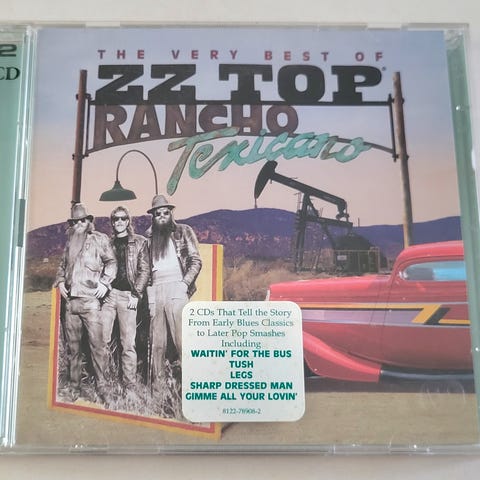 2
CD
THE VERY BEST OF
ZZ TOP
RANCHO
Texicano
2 CDs That Tell the Story
From Early Blues Classics
to Later Pop Smashes
Including
WAITIN' FOR THE BUS
TUSH
LEGS
SHARP DRESSED MAN
GIMME ALL YOUR LOVIN'
8122-78908-2